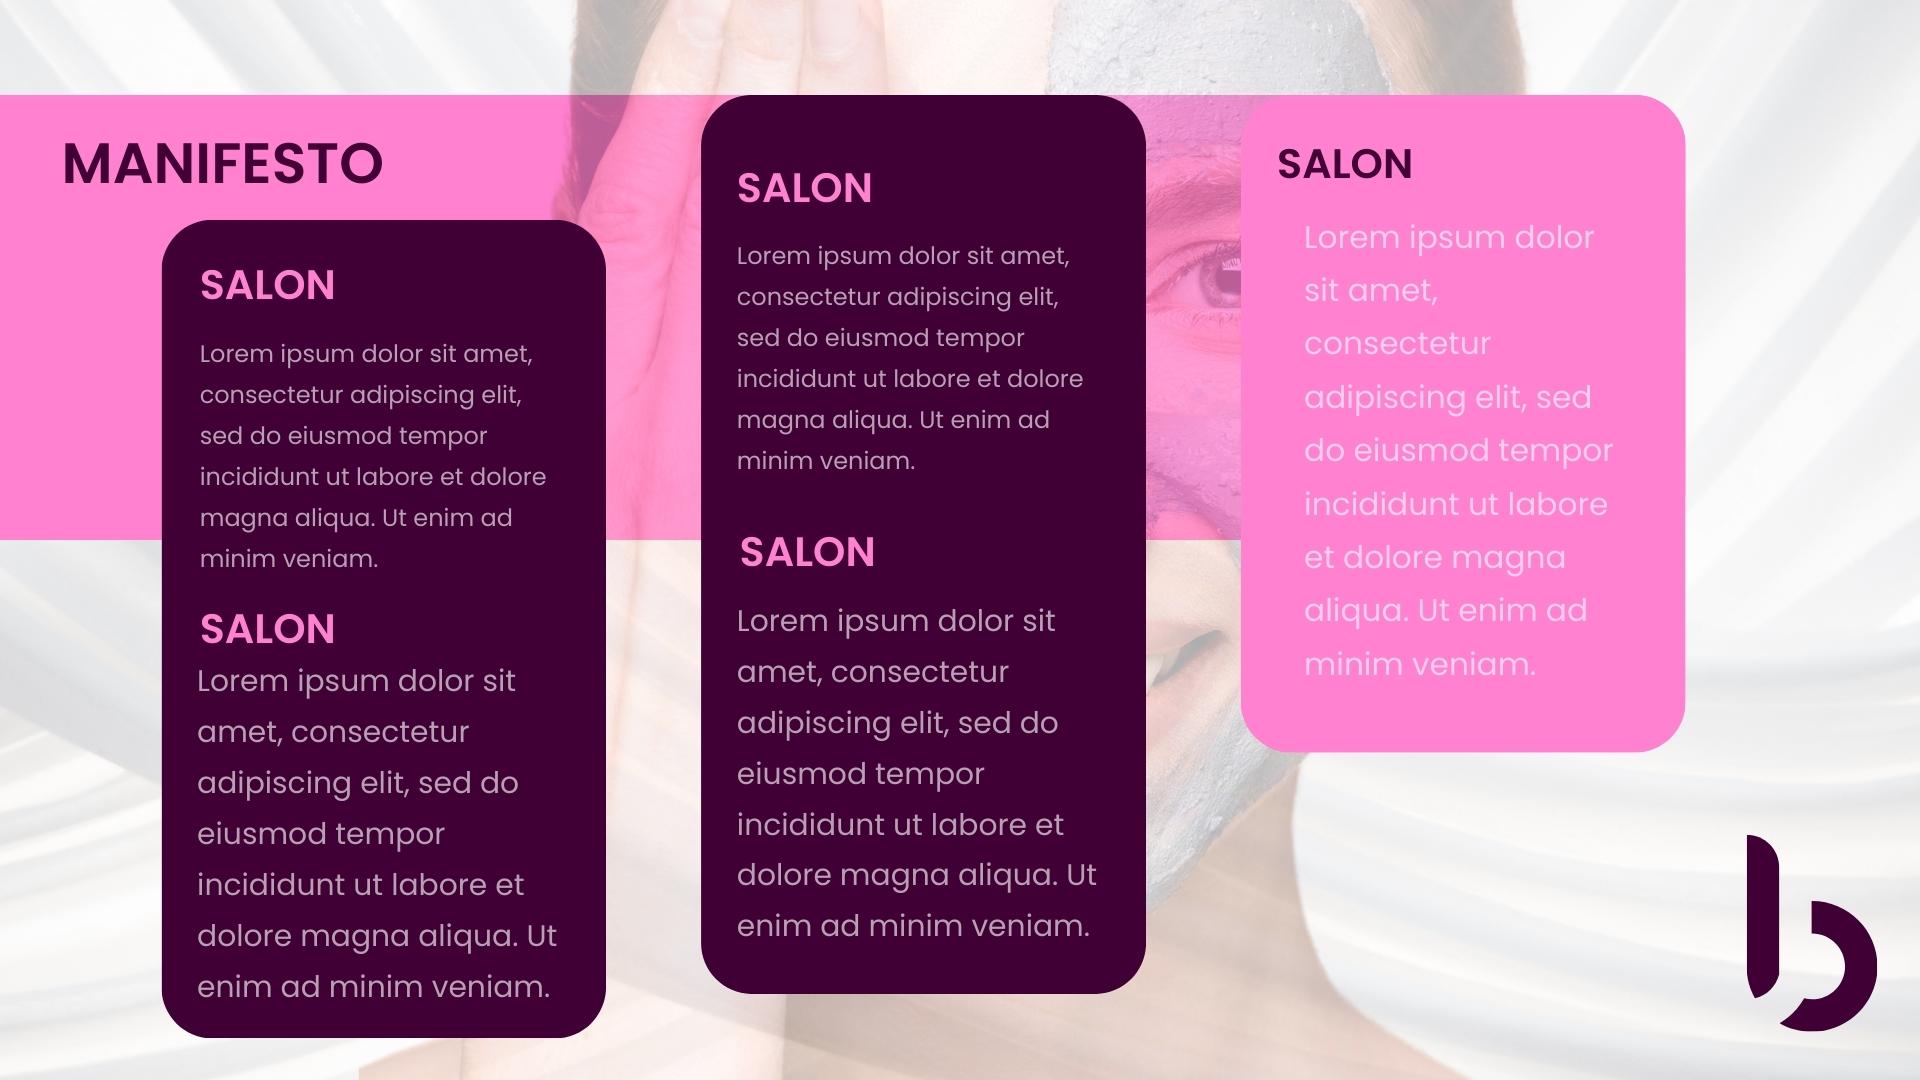 MANIFESTO
SALON
Lorem ipsum dolor sit amet,
consectetur adipiscing elit,
sed do eiusmod tempor
incididunt ut labore et dolore
magna aliqua. Ut enim ad
minim veniam.
SALON
Lorem ipsum dolor sit
amet, consectetur
adipiscing elit, sed do
eiusmod tempor
incididunt ut labore et
dolore magna aliqua. Ut
enim ad minim veniam.
SALON
Lorem ipsum dolor sit amet,
consectetur adipiscing elit,
sed do eiusmod tempor
incididunt ut labore et dolore
magna aliqua. Ut enim ad
minim veniam.
SALON
Lorem ipsum dolor sit
amet, consectetur
adipiscing elit, sed do
eiusmod tempor
incididunt ut labore et
dolore magna aliqua. Ut
enim ad minim veniam.
SALON
Lorem ipsum dolor
sit amet,
consectetur
adipiscing elit, sed
do eiusmod tempor
incididunt ut labore
et dolore magna
aliqua. Ut enim ad
minim veniam.
b